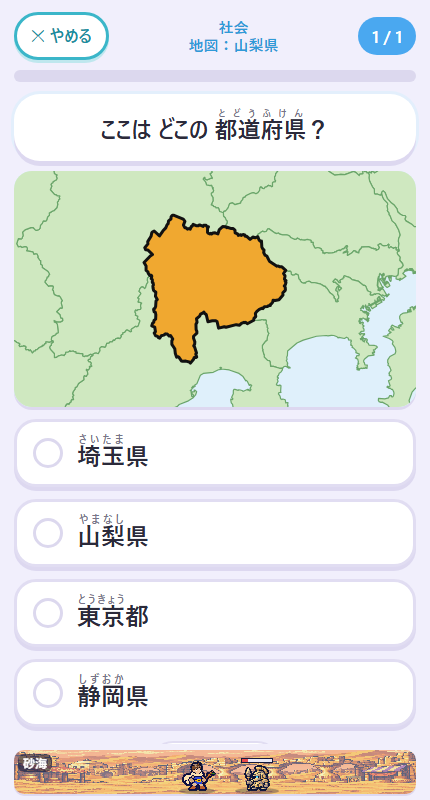 × やめる
社会
地図：山梨県
1 / 1
ここは どこの 都道府県？
とどうふけん
さいたま
埼玉県
やまなし
山梨県
とうきょう
東京都
しずおか
静岡県
砂海